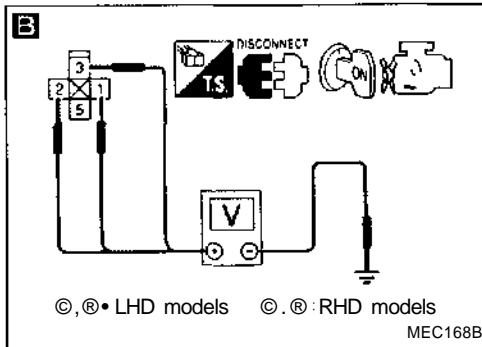 B
DISCONNECT
T.S.
ON
3
2 1
5
V
⊕ ⊖
©,®• LHD models ©.®:RHD models
MEC168B